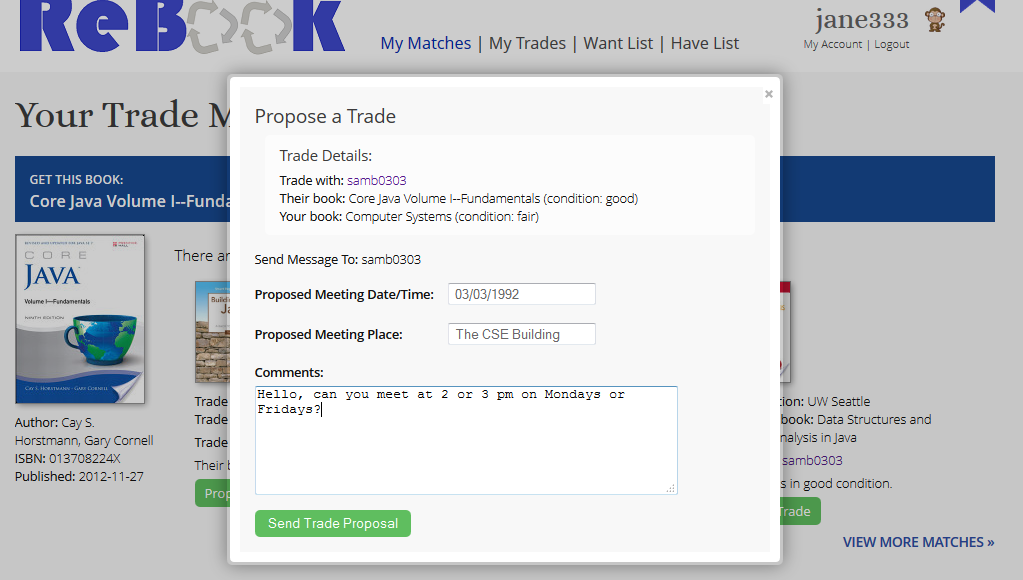 ReBook
My Matches | My Trades | Want List | Have List
jane333
My Account | Logout
Your Trade M
GET THIS BOOK:
Core Java Volume I--Funda
×
Propose a Trade
Trade Details:
Trade with: samb0303
Their book: Core Java Volume I--Fundamentals (condition: good)
Your book: Computer Systems (condition: fair)
Send Message To: samb0303
Proposed Meeting Date/Time: 03/03/1992
Proposed Meeting Place: The CSE Building
Comments:
Hello, can you meet at 2 or 3 pm on Mondays or
Fridays?
Send Trade Proposal
CORE
JAVA
Volume I—Fundamentals
NINTH EDITION
CAY S. HORSTMANN • GARY CORNELL
Author: Cay S.
Horstmann, Gary Cornell
ISBN: 013708224X
Published: 2012-11-27
There ar
Buildin
Ja
Trade
Trade
Trade
Their b
Prop
tion: UW Seattle
book: Data Structures and
nalysis in Java
samb0303
s in good condition.
Trade
VIEW MORE MATCHES »